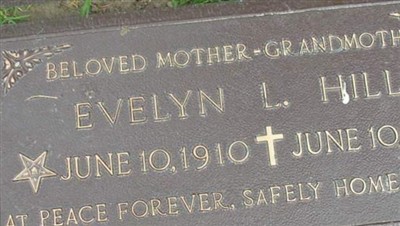 BELOVED MOTHER-GRANDMOTH
EVELYN L. HILL
JUNE 10, 1910 JUNE 10,
AT PEACE FOREVER, SAFELY HOME